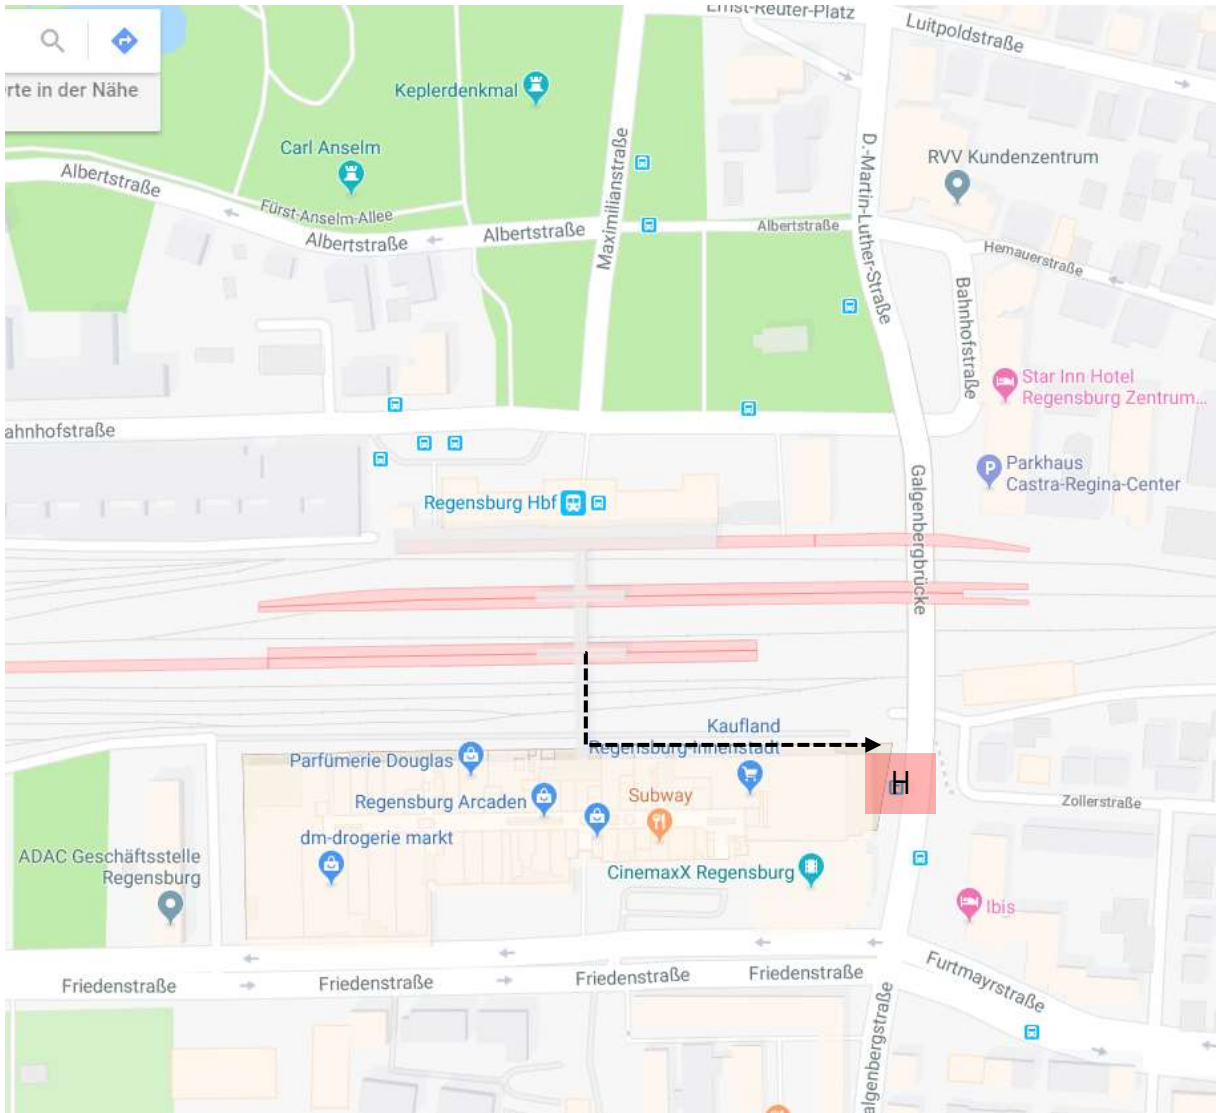 Ernst-Reuter-Platz
Luitpoldstraße
rte in der Nähe
Keplerdenkmal
Carl Anselm
Maximilianstraße
D.-Martin-Luther-Straße
RVV Kundenzentrum
Albertstraße
Fürst-Anselm-Allee
Albertstraße
Albertstraße
Albertstraße
Hemauerstraße
Bahnhofstraße
Star Inn Hotel
Regensburg Zentrum...
ahnhofstraße
P
Parkhaus
Castra-Regina-Center
Galgenbergbrücke
Regensburg Hbf
Kaufland
Regensburg-Innenstadt
Parfümerie Douglas
H
Regensburg Arcaden
Subway
Zollerstraße
dm-drogerie markt
ADAC Geschäftsstelle
Regensburg
CinemaxX Regensburg
Ibis
Furtmayrstraße
Friedenstraße
Friedenstraße
Friedenstraße
Friedenstraße
algenbergstraße